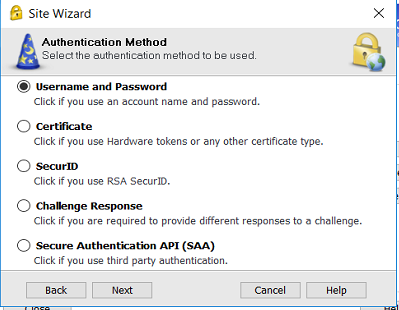 Site Wizard
Authentication Method
Select the authentication method to be used.
Username and Password
Click if you use an account name and password.
Certificate
Click if you use Hardware tokens or any other certificate type.
SecurID
Click if you use RSA SecurID.
Challenge Response
Click if you are required to provide different responses to a challenge.
Secure Authentication API (SAA)
Click if you use third party authentication.
Back Next Cancel Help
Close